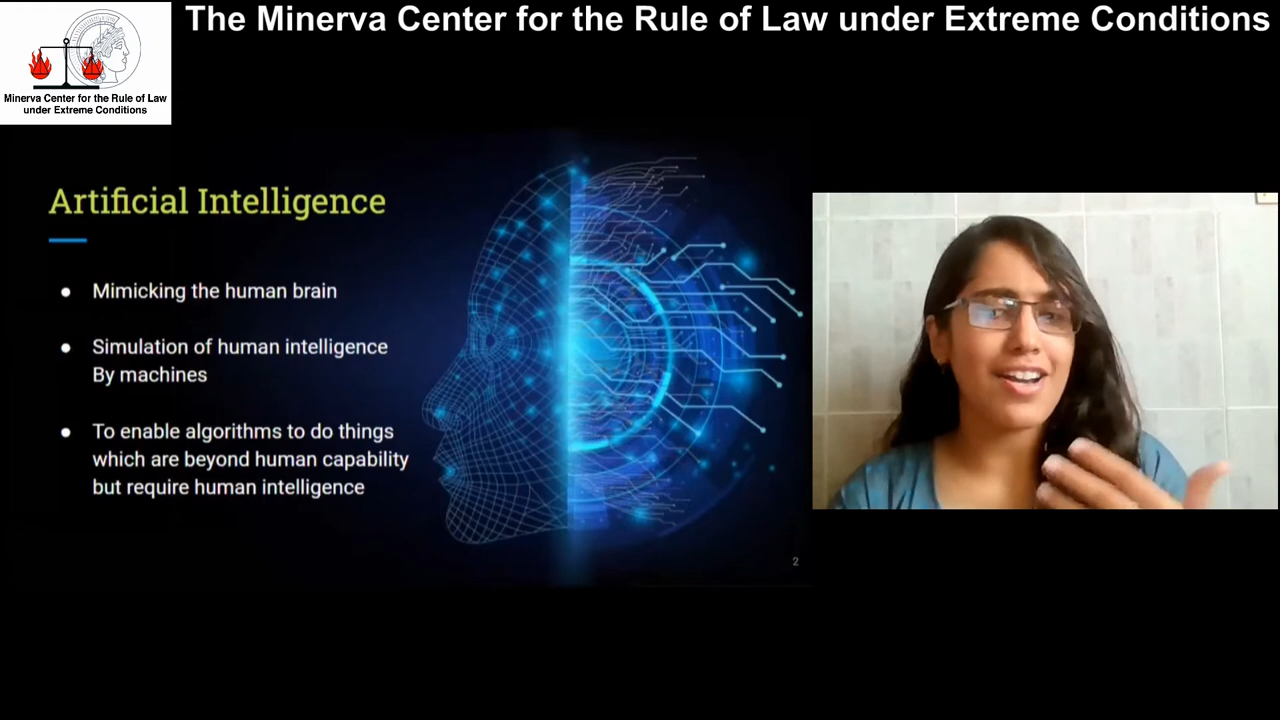 The Minerva Center for the Rule of Law under Extreme Conditions
Minerva Center for the Rule of Law
under Extreme Conditions
Artificial Intelligence
● Mimicking the human brain
● Simulation of human intelligence
By machines
● To enable algorithms to do things
which are beyond human capability
but require human intelligence
2